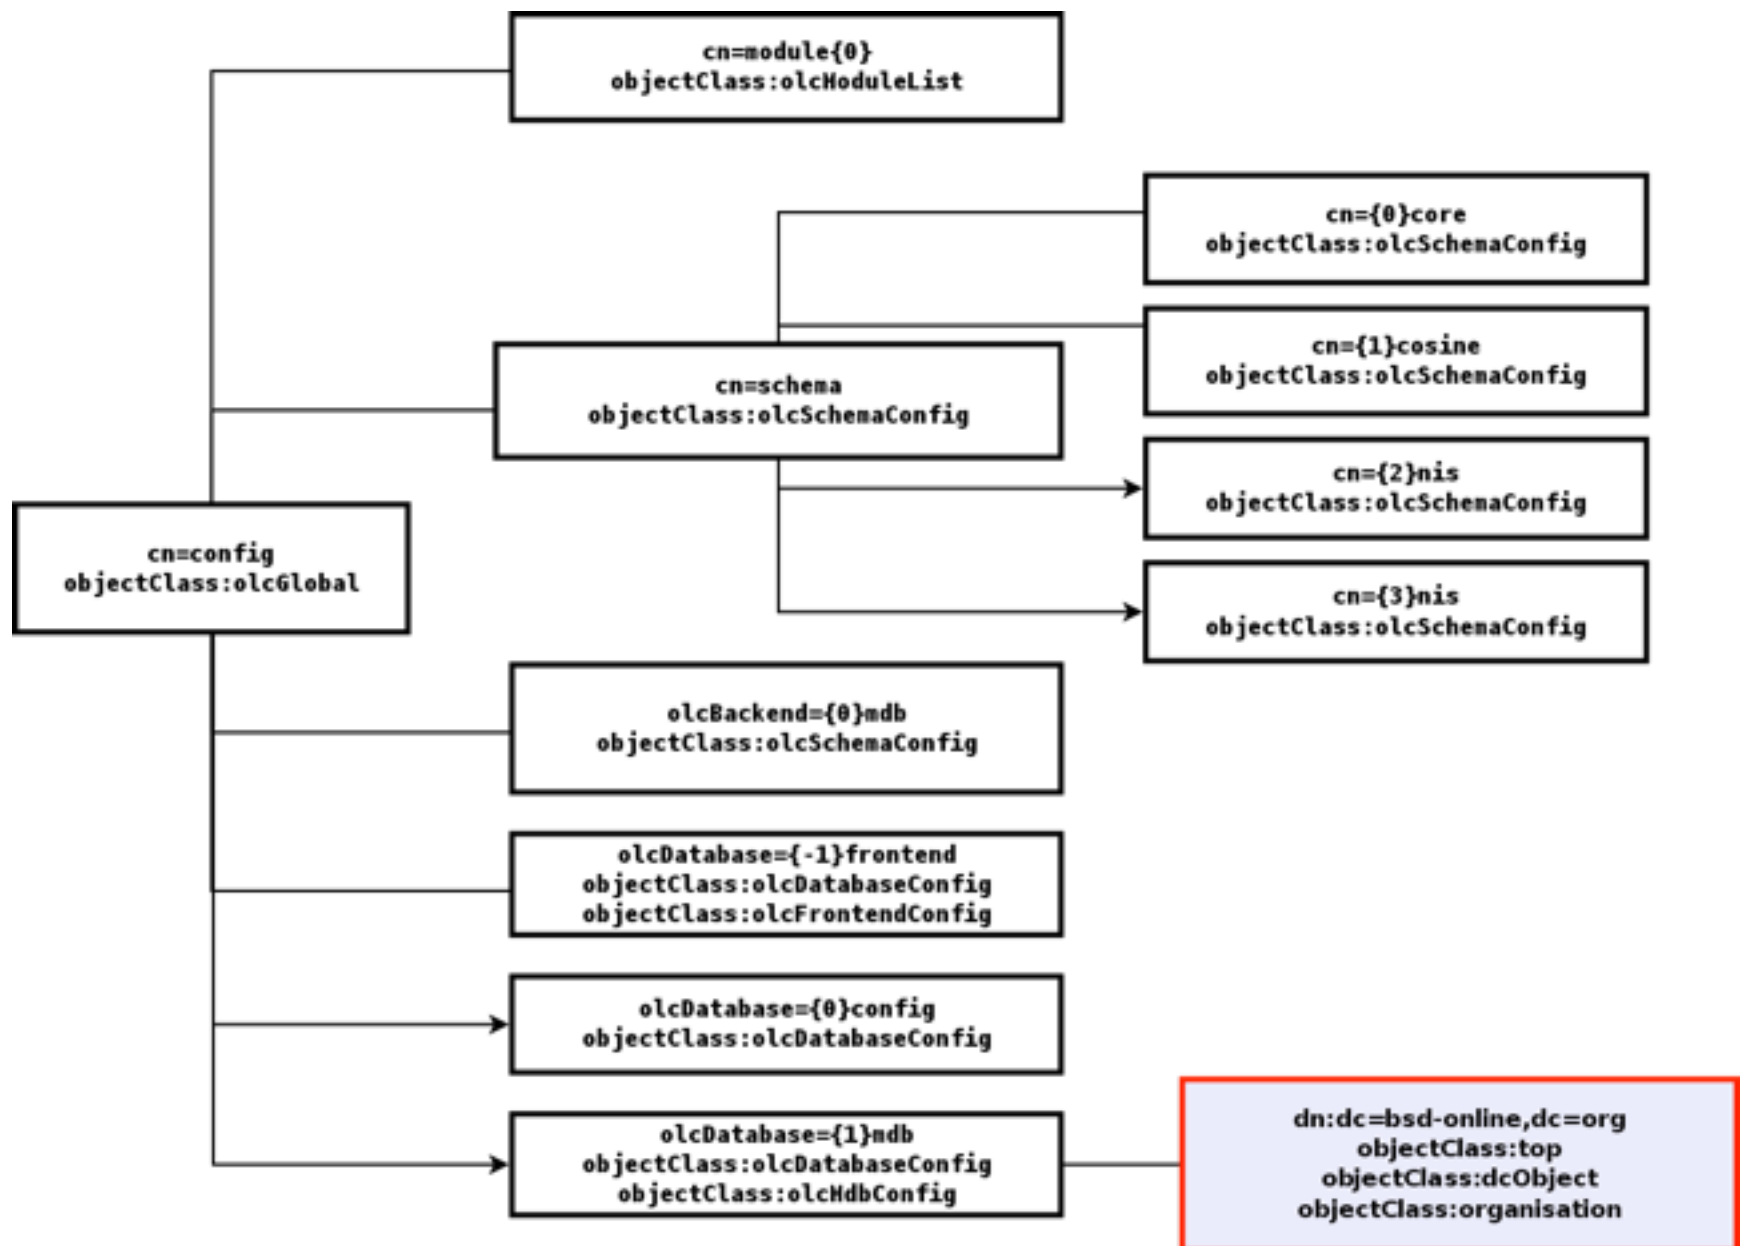 cn=module{0}
objectClass:olcModuleList
cn={0}core
objectClass:olcSchemaConfig
cn={1}cosine
objectClass:olcSchemaConfig
cn=schema
objectClass:olcSchemaConfig
cn={2}nis
objectClass:olcSchemaConfig
cn=config
objectClass:olcGlobal
cn={3}nis
objectClass:olcSchemaConfig
olcBackend={0}mdb
objectClass:olcSchemaConfig
olcDatabase={-1}frontend
objectClass:olcDatabaseConfig
objectClass:olcFrontendConfig
olcDatabase={0}config
objectClass:olcDatabaseConfig
olcDatabase={1}mdb
objectClass:olcDatabaseConfig
objectClass:olcMdbConfig
dn:dc=bsd-online,dc=org
objectClass:top
objectClass:dcObject
objectClass:organisation